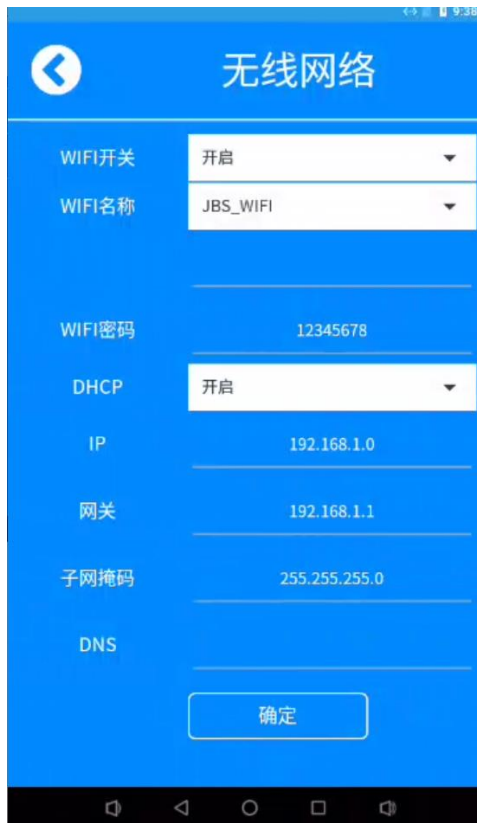 9:38
无线网络
WIFI开关 开启
WIFI名称 JBS_WIFI
WIFI密码 12345678
DHCP 开启
IP 192.168.1.0
网关 192.168.1.1
子网掩码 255.255.255.0
DNS
确定